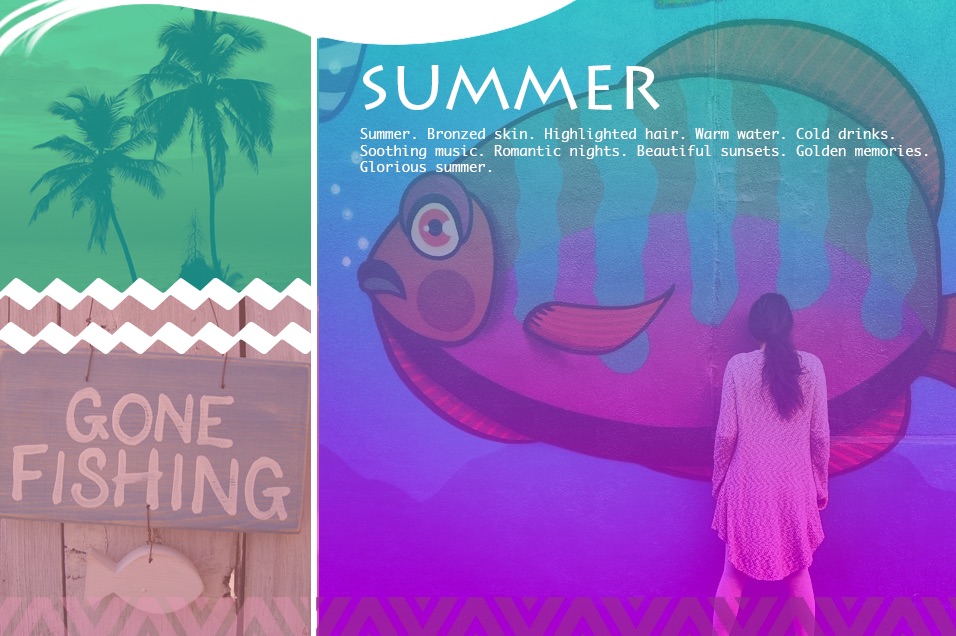 SUMMER
Summer. Bronzed skin. Highlighted hair. Warm water. Cold drinks.
Soothing music. Romantic nights. Beautiful sunsets. Golden memories.
Glorious summer.
GONE
FISHING